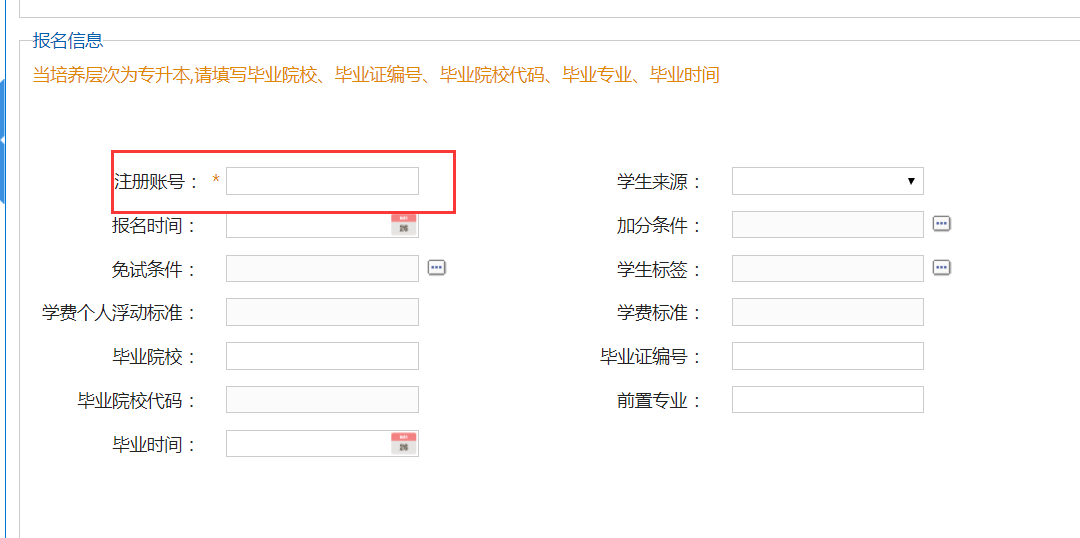 报名信息
当培养层次为专升本,请填写毕业院校、毕业证编号、毕业院校代码、毕业专业、毕业时间
注册账号： *
学生来源：
报名时间：
加分条件：
免试条件：
学生标签：
学费个人浮动标准：
学费标准：
毕业院校：
毕业证编号：
毕业院校代码：
前置专业：
毕业时间：